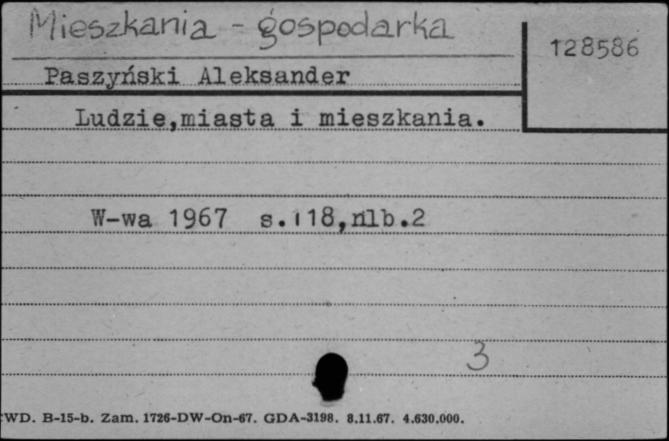 Mieszkania - gospodarka
128586
Paszyński Aleksander
Ludzie,miasta i mieszkania.
W-wa 1967 s.118,nlb.2
3
WD. B-15-b. Zam. 1726-DW-On-67. GDA-3198. 8.11.67. 4.630.000.